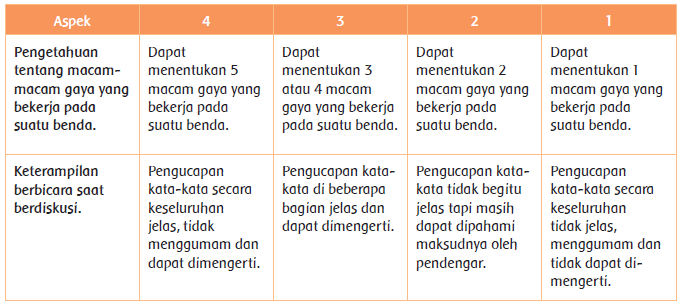 Aspek 4 3 2 1
Pengetahuan
tentang macam-
macam gaya yang
bekerja pada
suatu benda.
Dapat
menentukan 5
macam gaya yang
bekerja pada
suatu benda.
Dapat
menentukan 3
atau 4 macam
gaya yang bekerja
pada suatu benda.
Dapat
menentukan 2
macam gaya yang
bekerja pada
suatu benda.
Dapat
menentukan 1
macam gaya yang
bekerja pada
suatu benda.
Keterampilan
berbicara saat
berdiskusi.
Pengucapan
kata-kata secara
keseluruhan
jelas, tidak
menggumam dan
dapat dimengerti.
Pengucapan kata-
kata di beberapa
bagian jelas dan
dapat dimengerti.
Pengucapan kata-
kata tidak begitu
jelas tapi masih
dapat dipahami
maksudnya oleh
pendengar.
Pengucapan
kata-kata secara
keseluruhan
tidak jelas,
menggumam dan
tidak dapat di-
mengerti.